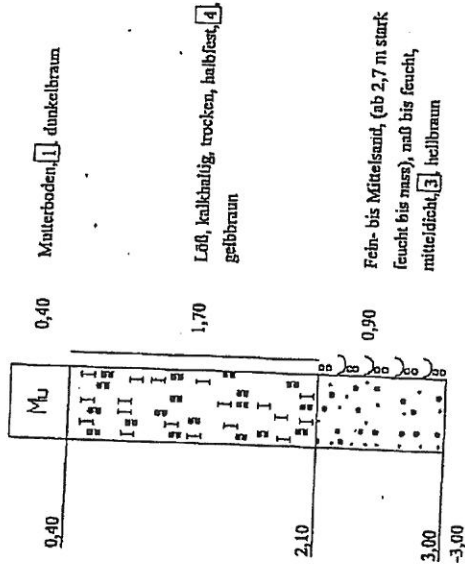 Mu
0,40
0,40
Mutterboden, 1, dunkelbraun
1,70
Löß, kalkhaltig, trocken, halbfest, 4,
gelbbraun
2,10
0,90
Fein- bis Mittelsand, (ab 2,7 m stark
feucht bis nass), naß bis feucht,
mitteldicht, 3, hellbraun
3,00
-3,00